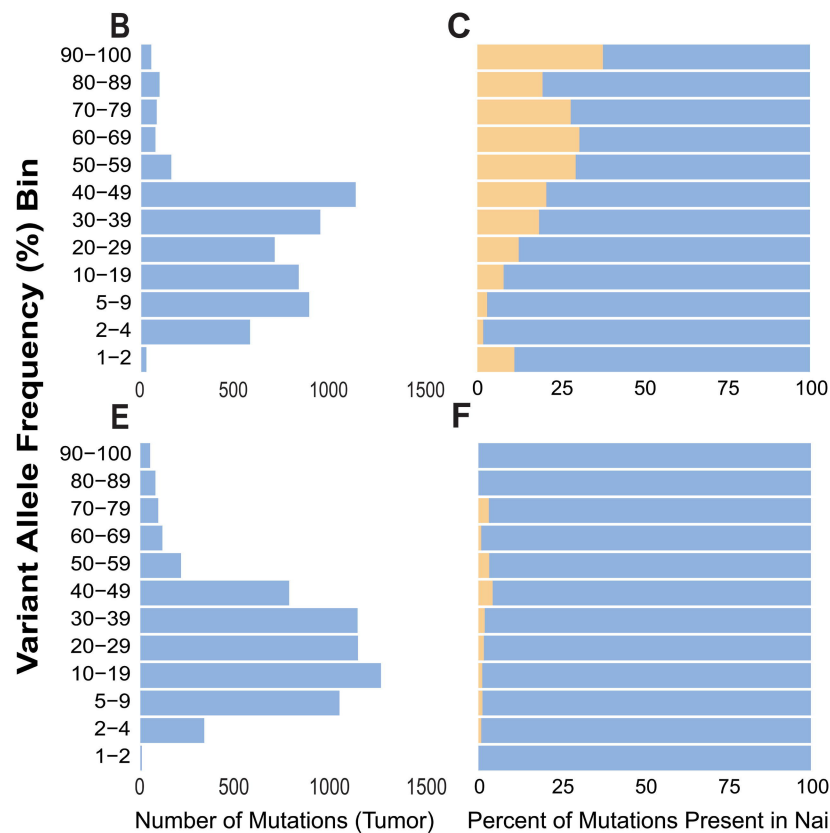 B
C
90−100
80−89
70−79
60−69
50−59
40−49
30−39
20−29
10−19
5−9
2−4
1−2
0 500 1000 1500
0 25 50 75 100
Variant Allele Frequency (%) Bin
E
F
90−100
80−89
70−79
60−69
50−59
40−49
30−39
20−29
10−19
5−9
2−4
1−2
0 500 1000 1500
0 25 50 75 100
Number of Mutations (Tumor)
Percent of Mutations Present in Nai